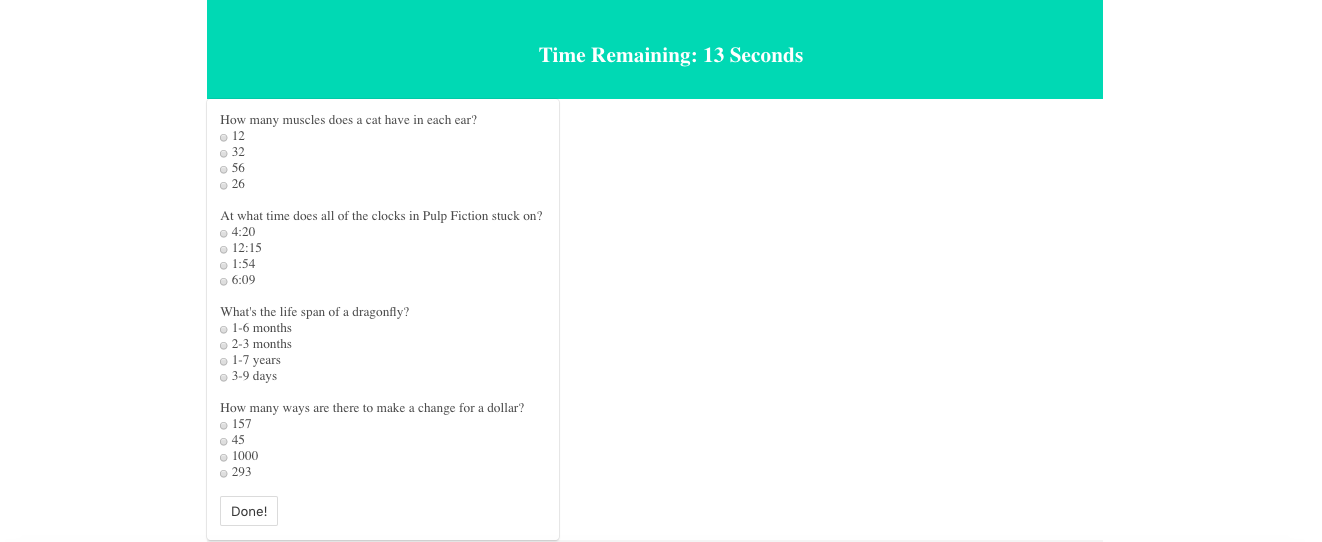 Time Remaining: 13 Seconds
How many muscles does a cat have in each ear?
12
32
56
26
At what time does all of the clocks in Pulp Fiction stuck on?
4:20
12:15
1:54
6:09
What's the life span of a dragonfly?
1-6 months
2-3 months
1-7 years
3-9 days
How many ways are there to make a change for a dollar?
157
45
1000
293
Done!